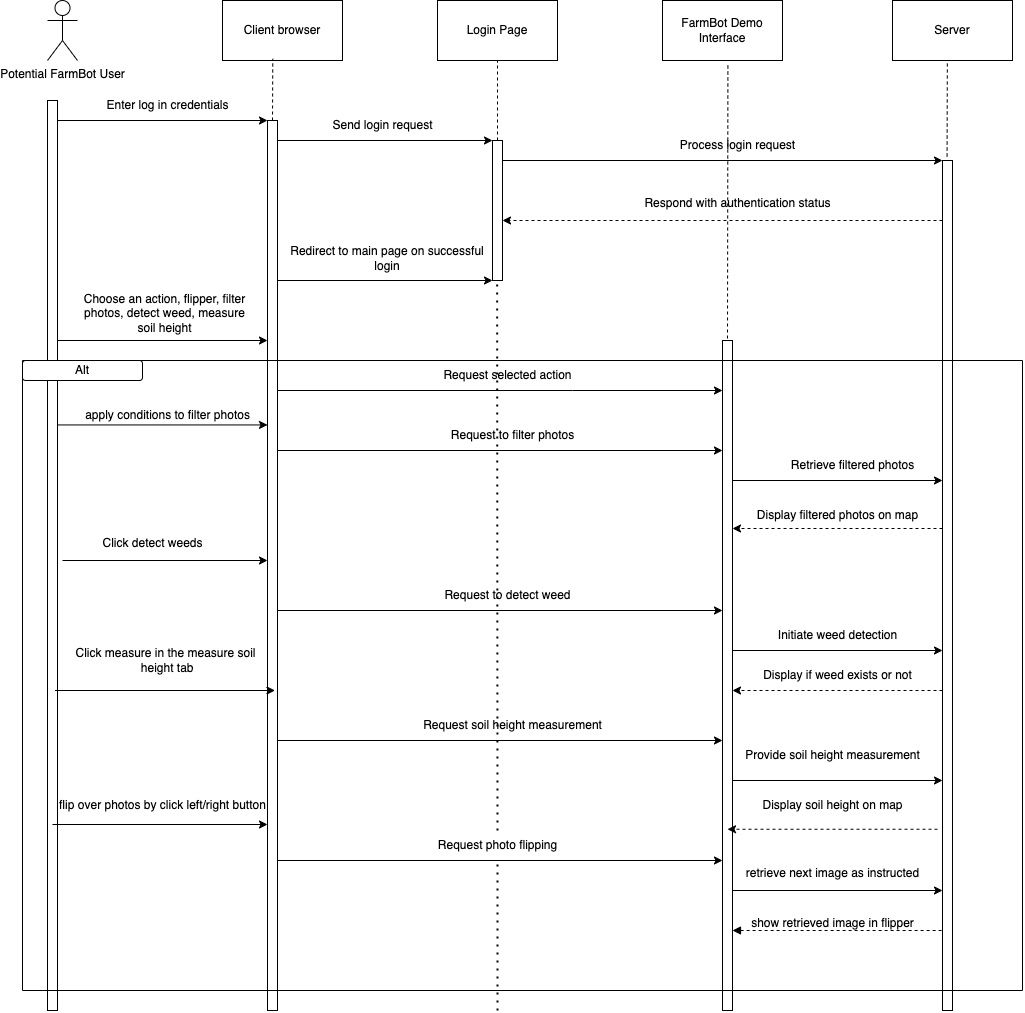 Potential FarmBot User
Client browser
Login Page
FarmBot Demo
Interface
Server
Enter log in credentials
Send login request
Process login request
Respond with authentication status
Redirect to main page on successful
login
Choose an action, flipper, filter
photos, detect weed, measure
soil height
Alt
Request selected action
apply conditions to filter photos
Request to filter photos
Retrieve filtered photos
Display filtered photos on map
Click detect weeds
Request to detect weed
Initiate weed detection
Click measure in the measure soil
height tab
Display if weed exists or not
Request soil height measurement
Provide soil height measurement
flip over photos by click left/right button
Display soil height on map
Request photo flipping
retrieve next image as instructed
show retrieved image in flipper